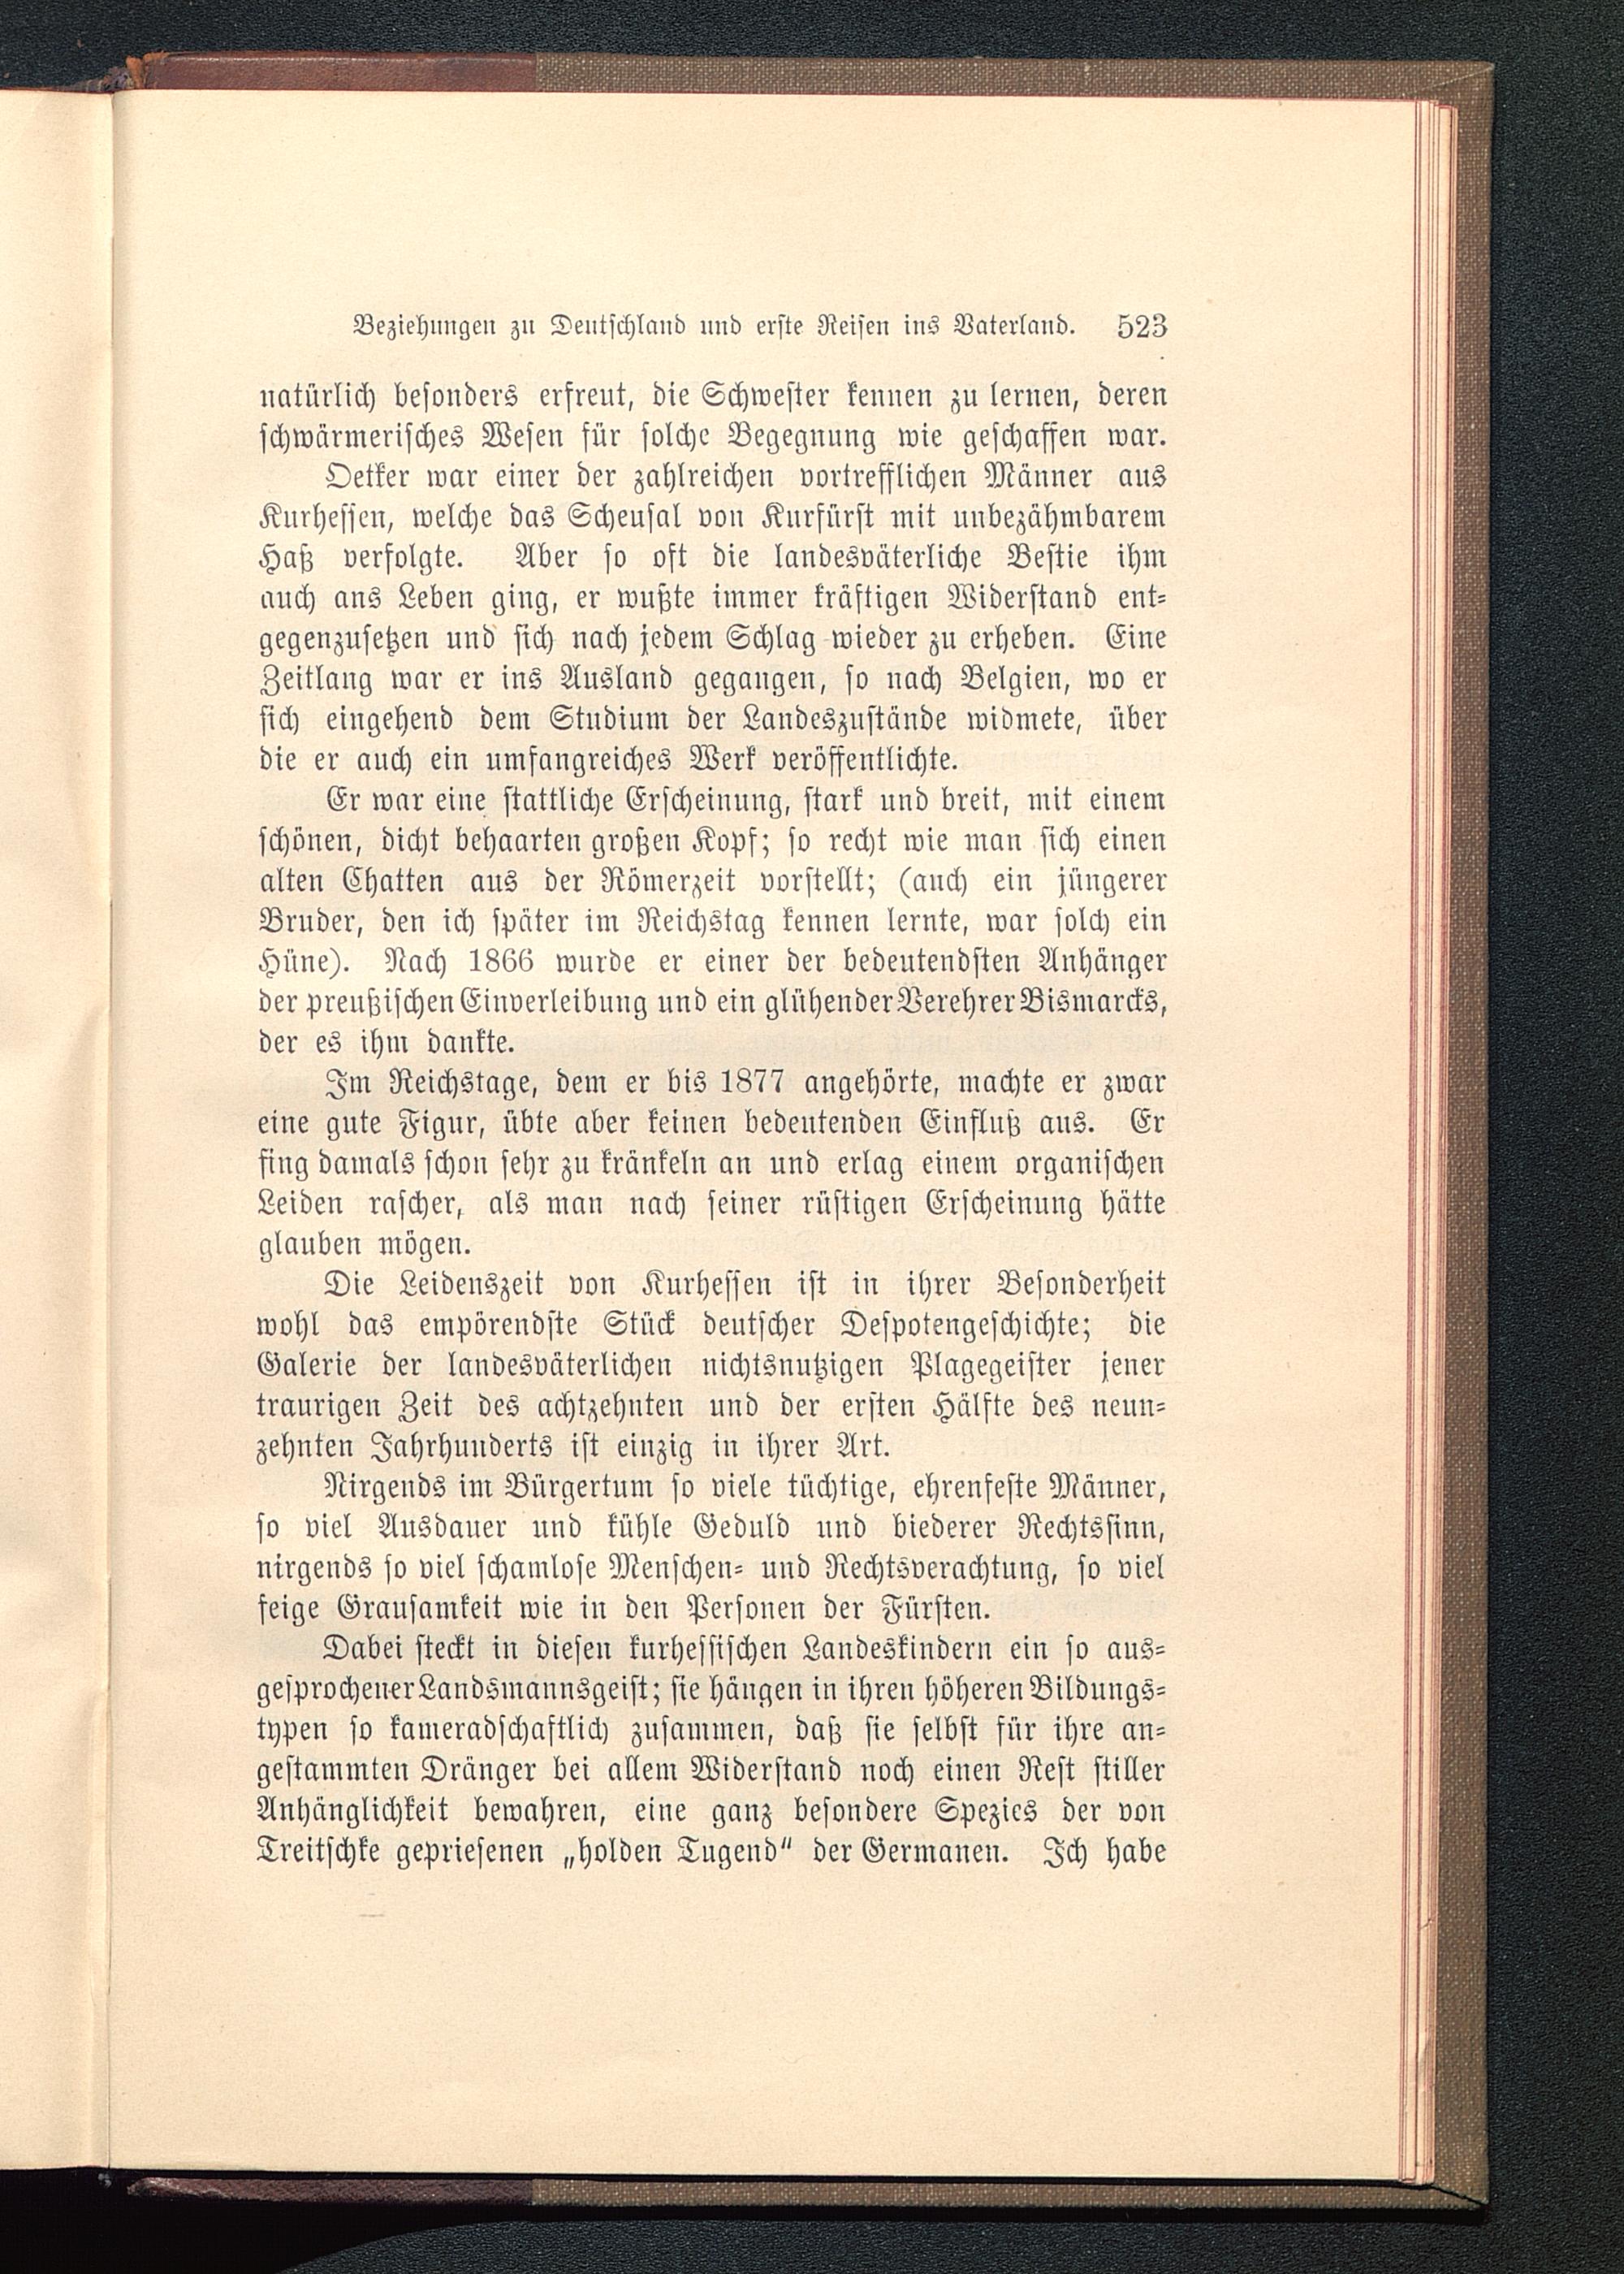 Beziehungen zu Deutschland und erste Reisen ins Vaterland. 523
natürlich besonders erfreut, die Schwester kennen zu lernen, deren
schwärmerisches Wesen für solche Begegnung wie geschaffen war.
Oetker war einer der zahlreichen vortrefflichen Männer aus
Kurhessen, welche das Scheusal von Kurfürst mit unbezähmbarem
Haß verfolgte. Aber so oft die landesväterliche Bestie ihm
auch ans Leben ging, er wußte immer kräftigen Widerstand ent-
gegenzusetzen und sich nach jedem Schlag wieder zu erheben. Eine
Zeitlang war er ins Ausland gegangen, so nach Belgien, wo er
sich eingehend dem Studium der Landeszustände widmete, über
die er auch ein umfangreiches Werk veröffentlichte.
Er war eine stattliche Erscheinung, stark und breit, mit einem
schönen, dicht behaarten großen Kopf; so recht wie man sich einen
alten Chatten aus der Römerzeit vorstellt; (auch ein jüngerer
Bruder, den ich später im Reichstag kennen lernte, war solch ein
Hüne). Nach 1866 wurde er einer der bedeutendsten Anhänger
der preußischen Einverleibung und ein glühender Verehrer Bismarcks,
der es ihm dankte.
Im Reichstage, dem er bis 1877 angehörte, machte er zwar
eine gute Figur, übte aber keinen bedeutenden Einfluß aus. Er
fing damals schon sehr zu kränkeln an und erlag einem organischen
Leiden rascher, als man nach seiner rüstigen Erscheinung hätte
glauben mögen.
Die Leidenszeit von Kurhessen ist in ihrer Besonderheit
wohl das empörendste Stück deutscher Despotengeschichte; die
Galerie der landesväterlichen nichtsnutzigen Plagegeister jener
traurigen Zeit des achtzehnten und der ersten Hälfte des neun-
zehnten Jahrhunderts ist einzig in ihrer Art.
Nirgends im Bürgertum so viele tüchtige, ehrenfeste Männer,
so viel Ausdauer und kühle Geduld und biederer Rechtssinn,
nirgends so viel schamlose Menschen- und Rechtsverachtung, so viel
feige Grausamkeit wie in den Personen der Fürsten.
Dabei steckt in diesen kurhessischen Landeskindern ein so aus-
gesprochener Landsmannsgeist; sie hängen in ihren höheren Bildungs-
typen so kameradschaftlich zusammen, daß sie selbst für ihre an-
gestammten Dränger bei allem Widerstand noch einen Rest stiller
Anhänglichkeit bewahren, eine ganz besondere Spezies der von
Treitschke gepriesenen „holden Tugend“ der Germanen. Ich habe